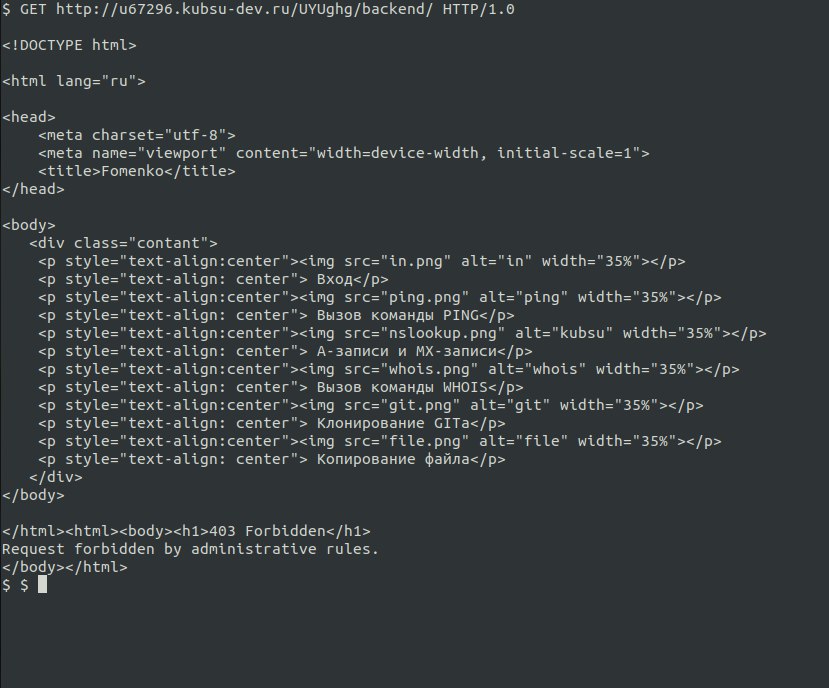 $ GET http://u67296.kubsu-dev.ru/UYUghg/backend/ HTTP/1.0
<!DOCTYPE html>
<html lang="ru">
<head>
<meta charset="utf-8">
<meta name="viewport" content="width=device-width, initial-scale=1">
<title>Fomenko</title>
</head>
<body>
<div class="contant">
<p style="text-align:center"><img src="in.png" alt="in" width="35%"></p>
<p style="text-align: center"> Вход</p>
<p style="text-align:center"><img src="ping.png" alt="ping" width="35%"></p>
<p style="text-align: center"> Вызов команды PING</p>
<p style="text-align:center"><img src="nslookup.png" alt="kubsu" width="35%"></p>
<p style="text-align: center"> А-записи и МХ-записи</p>
<p style="text-align:center"><img src="whois.png" alt="whois" width="35%"></p>
<p style="text-align: center"> Вызов команды WHOIS</p>
<p style="text-align:center"><img src="git.png" alt="git" width="35%"></p>
<p style="text-align: center"> Клонирование GITа</p>
<p style="text-align:center"><img src="file.png" alt="file" width="35%"></p>
<p style="text-align: center"> Копирование файла</p>
</div>
</body>
</html><html><body><h1>403 Forbidden</h1>
Request forbidden by administrative rules.
</body></html>
$ $